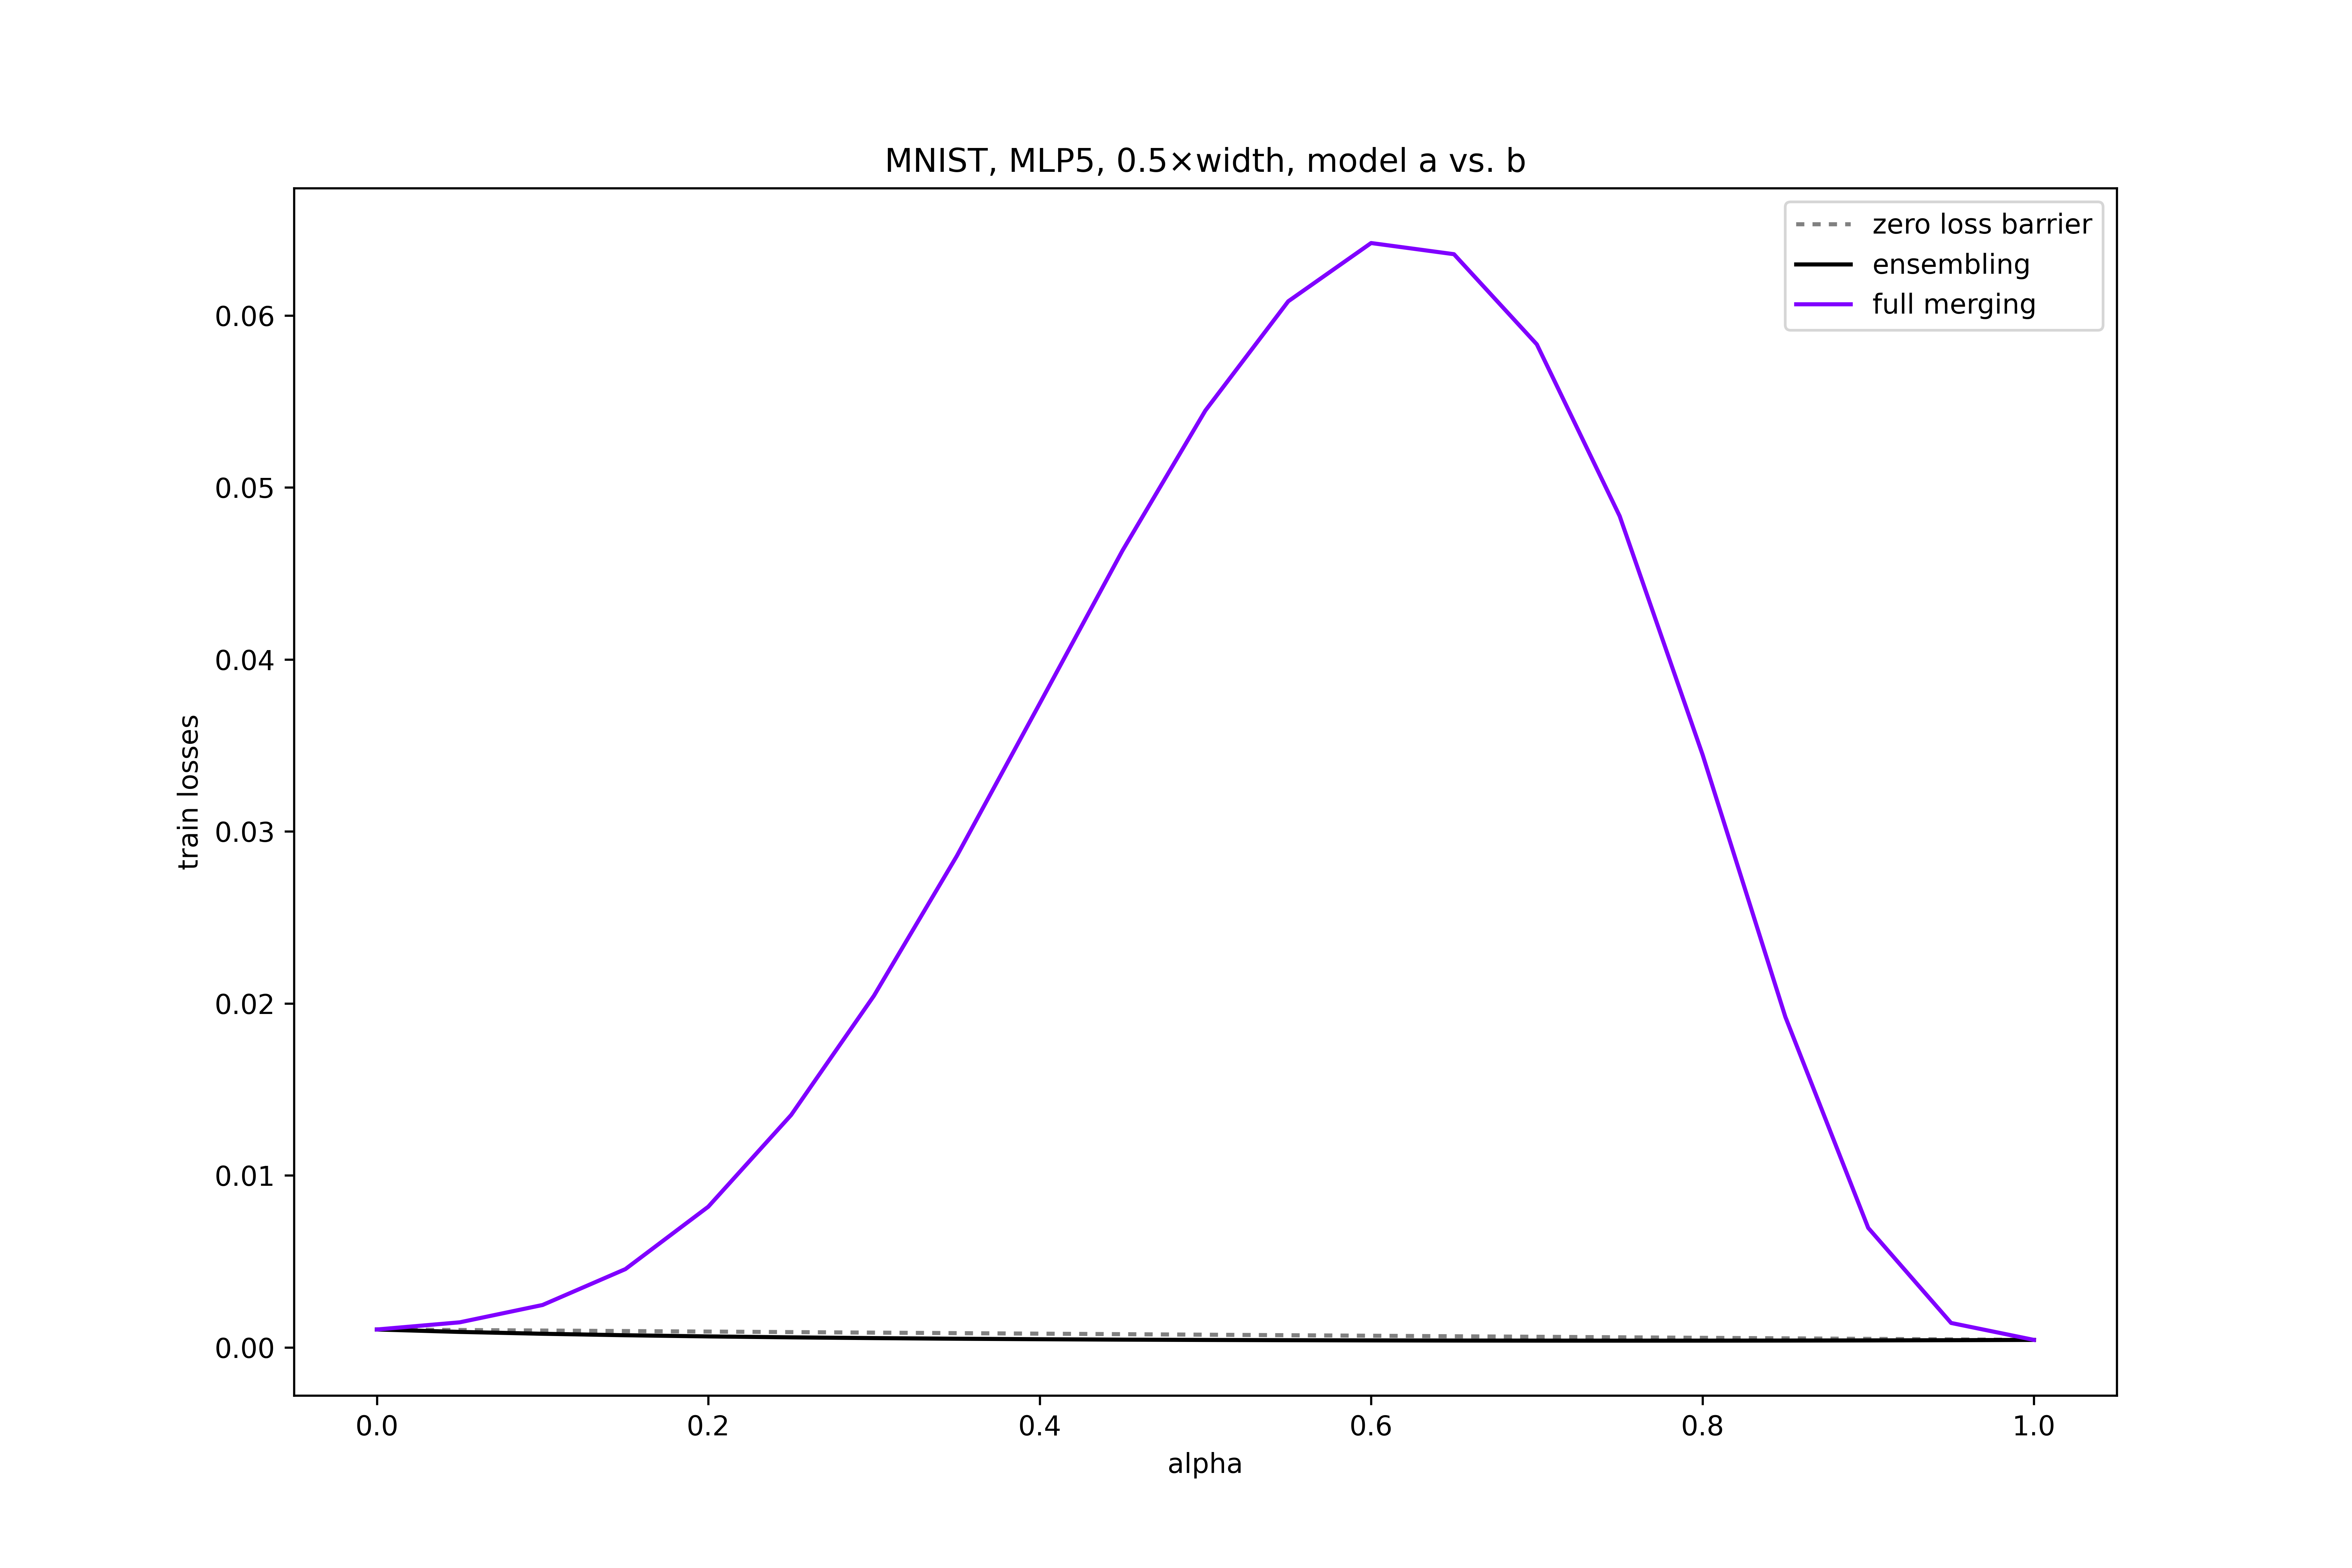 MNIST, MLP5, 0.5×width, model a vs. b
zero loss barrier
ensembling
full merging
0.06
0.05
0.04
0.03
0.02
0.01
0.00
train losses
0.0 0.2 0.4 0.6 0.8 1.0
alpha